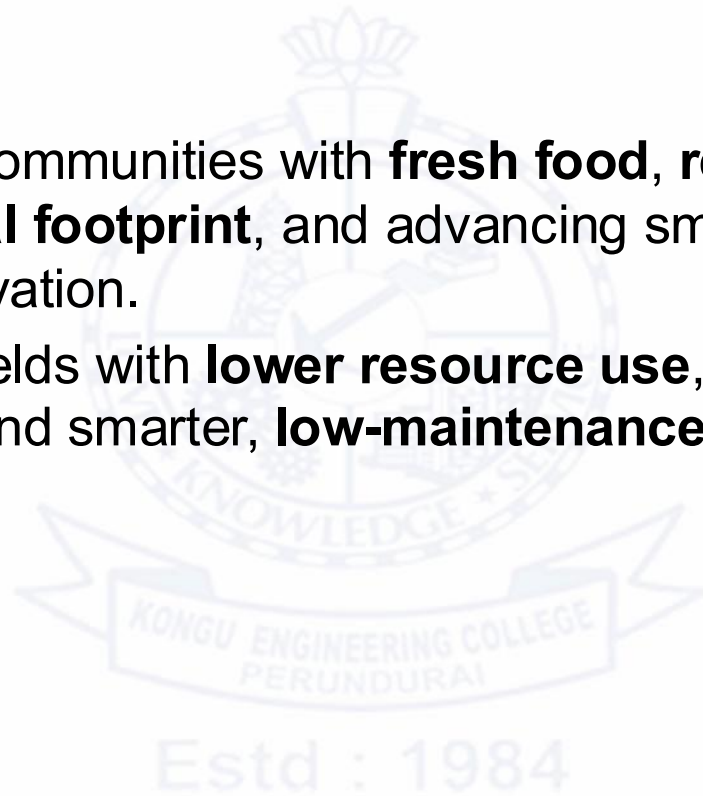 ommunities with fresh food, r
l footprint, and advancing sm
vation.
elds with lower resource use,
nd smarter, low-maintenance
KNOWLEDGE * SE
KONGU ENGINEERING COLLEGE
PERUNDURAI
Estd : 1984